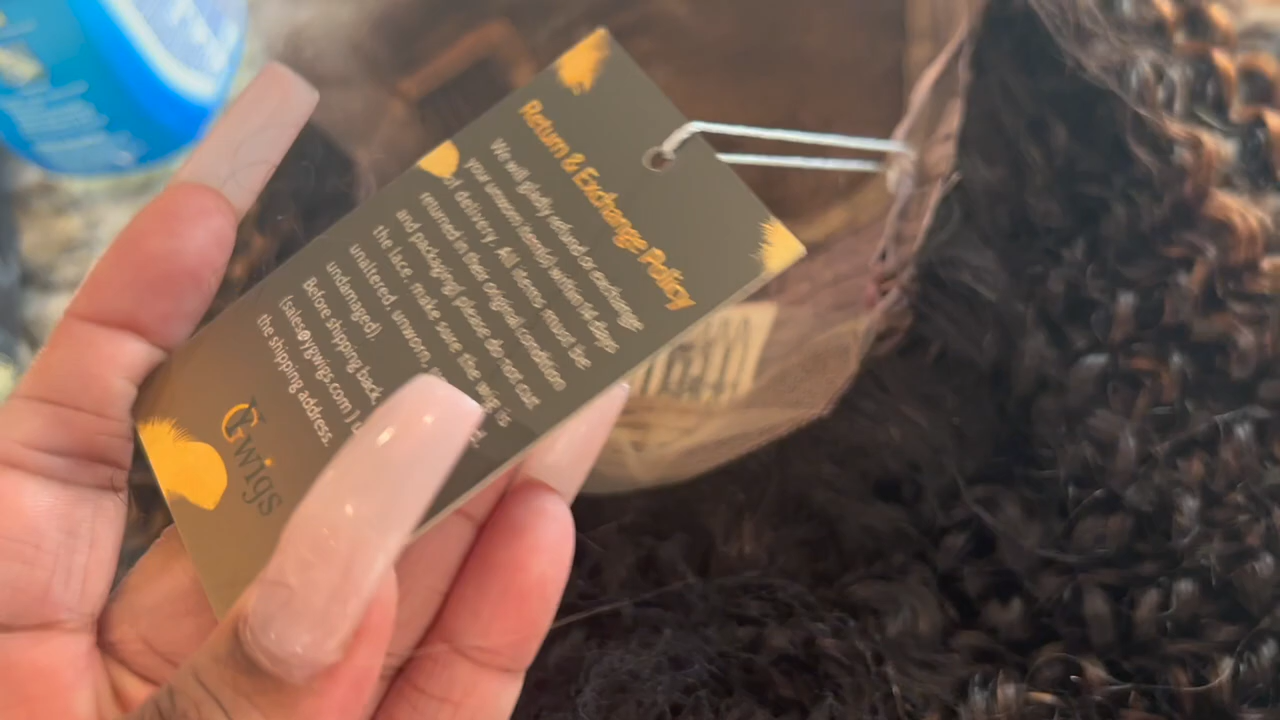 Return & Exchange Policy
We will gladly refund or exchange
your unworn item(s) within 14 days
of delivery. All items must be
returned in their original condition
and packaging( please do not cut
the lace, make sure the wig is
unaltered, unworn,
undamaged).
Before shipping back,
(sales@ygwigs.com)
the shipping address.
YGwigs